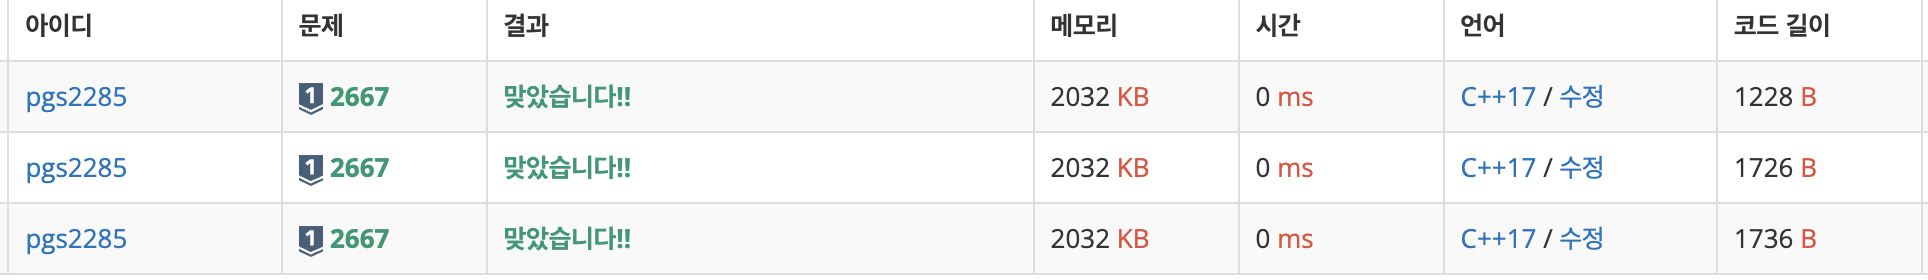 아이디 문제 결과 메모리 시간 언어 코드 길이
pgs2285 1 2667 맞았습니다!! 2032 KB 0 ms C++17 / 수정 1228 B
pgs2285 1 2667 맞았습니다!! 2032 KB 0 ms C++17 / 수정 1726 B
pgs2285 1 2667 맞았습니다!! 2032 KB 0 ms C++17 / 수정 1736 B